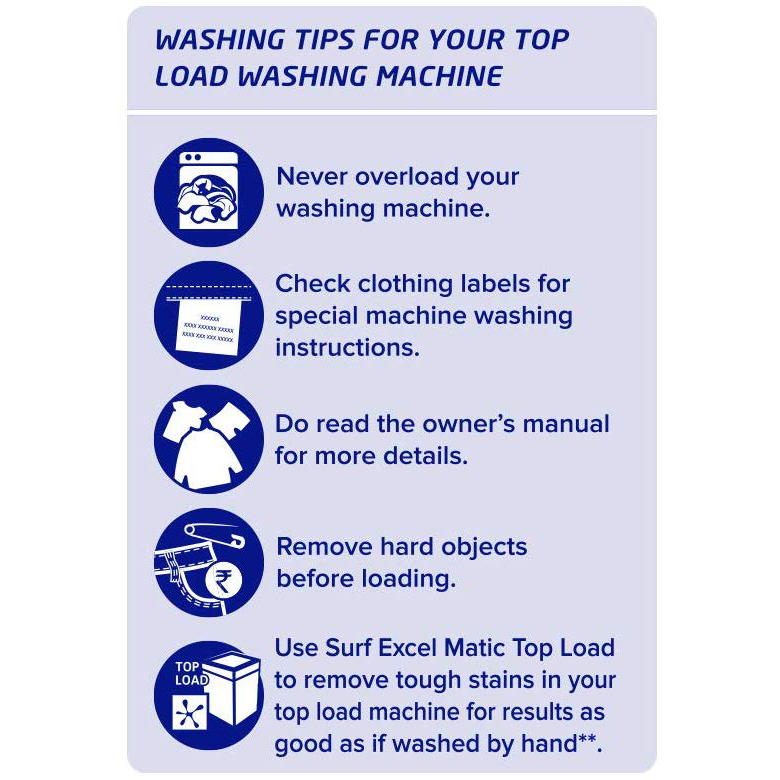 WASHING TIPS FOR YOUR TOP
LOAD WASHING MACHINE
Never overload your
washing machine.
xxxxxx
xxxx xxxxxx xxxxx
xxxx xxx xxx xxxxx
Check clothing labels for
special machine washing
instructions.
Do read the owner's manual
for more details.
₹
Remove hard objects
before loading.
TOP
LOAD
Use Surf Excel Matic Top Load
to remove tough stains in your
top load machine for results as
good as if washed by hand**.